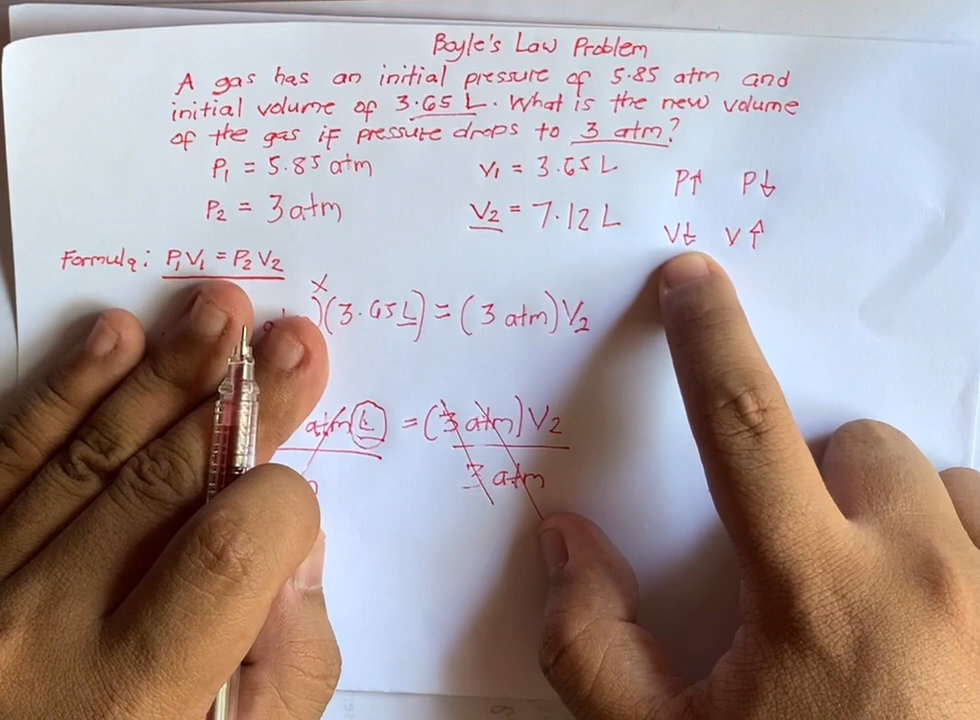 Boyle's Law Problem
A gas has an initial pressure of 5.85 atm and
initial volume of 3.65 L. What is the new volume
of the gas if pressure drops to 3 atm?
P₁ = 5.85 atm V₁ = 3.65 L P↑ P↓
P₂ = 3 atm V₂ = 7.12 L V↓ V↑
Formula: P₁V₁ = P₂V₂
)(3.65 L) = (3 atm)V₂
atm(L) = (3 atm)V₂
3 atm